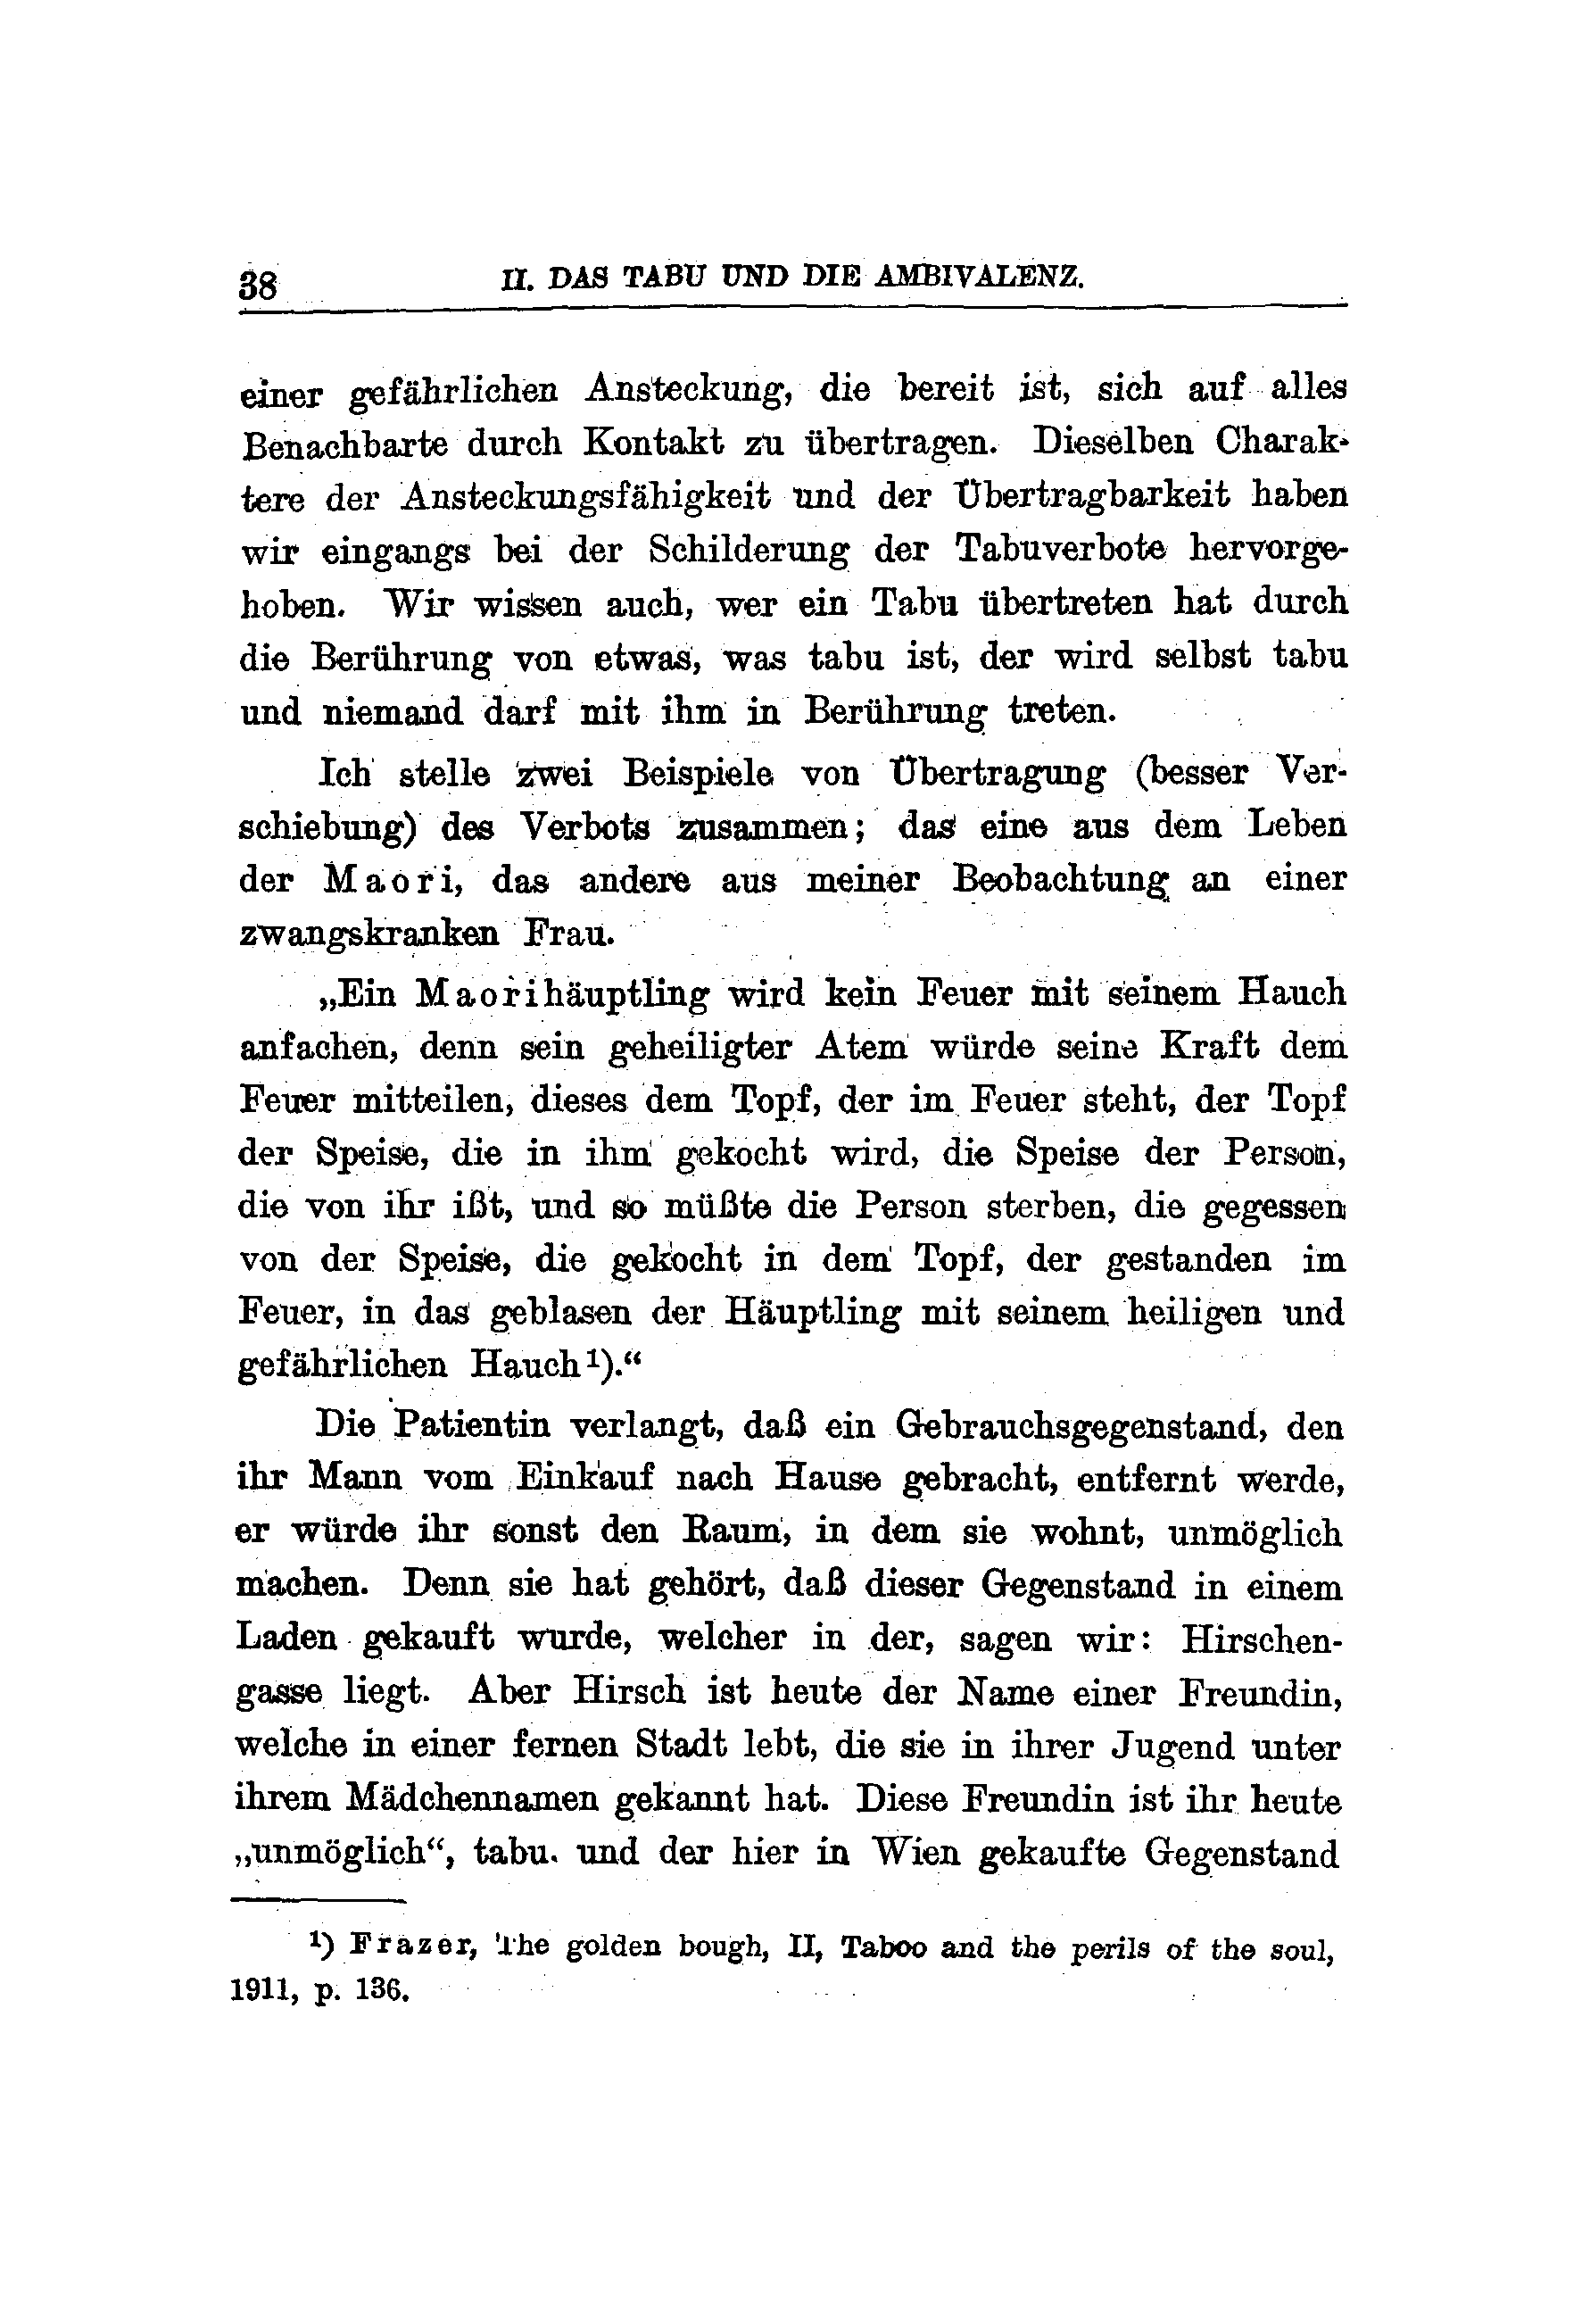 38 II. DAS TABU UND DIE AMBIVALENZ.
einer gefährlichen Ansteckung, die bereit ist, sich auf alles
Benachbarte durch Kontakt zu übertragen. Dieselben Charak-
tere der Ansteckungsfähigkeit und der Übertragbarkeit haben
wir eingangs bei der Schilderung der Tabuverbote hervorge-
hoben. Wir wissen auch, wer ein Tabu übertreten hat durch
die Berührung von etwas, was tabu ist, der wird selbst tabu
und niemand darf mit ihm in Berührung treten.
Ich stelle zwei Beispiele von Übertragung (besser Ver-
schiebung) des Verbots zusammen; das eine aus dem Leben
der Maori, das andere aus meiner Beobachtung an einer
zwangskranken Frau.
„Ein Maorihäuptling wird kein Feuer mit seinem Hauch
anfachen, denn sein geheiligter Atem würde seine Kraft dem
Feuer mitteilen, dieses dem Topf, der im Feuer steht, der Topf
der Speise, die in ihm gekocht wird, die Speise der Person,
die von ihr ißt, und so müßte die Person sterben, die gegessen
von der Speise, die gekocht in dem Topf, der gestanden im
Feuer, in das geblasen der Häuptling mit seinem heiligen und
gefährlichen Hauch¹).“
Die Patientin verlangt, daß ein Gebrauchsgegenstand, den
ihr Mann vom Einkauf nach Hause gebracht, entfernt werde,
er würde ihr sonst den Raum, in dem sie wohnt, unmöglich
machen. Denn sie hat gehört, daß dieser Gegenstand in einem
Laden gekauft wurde, welcher in der, sagen wir: Hirschen-
gasse liegt. Aber Hirsch ist heute der Name einer Freundin,
welche in einer fernen Stadt lebt, die sie in ihrer Jugend unter
ihrem Mädchennamen gekannt hat. Diese Freundin ist ihr heute
„unmöglich“, tabu. und der hier in Wien gekaufte Gegenstand
¹) Frazer, The golden bough, II, Taboo and the perils of the soul,
1911, p. 136.